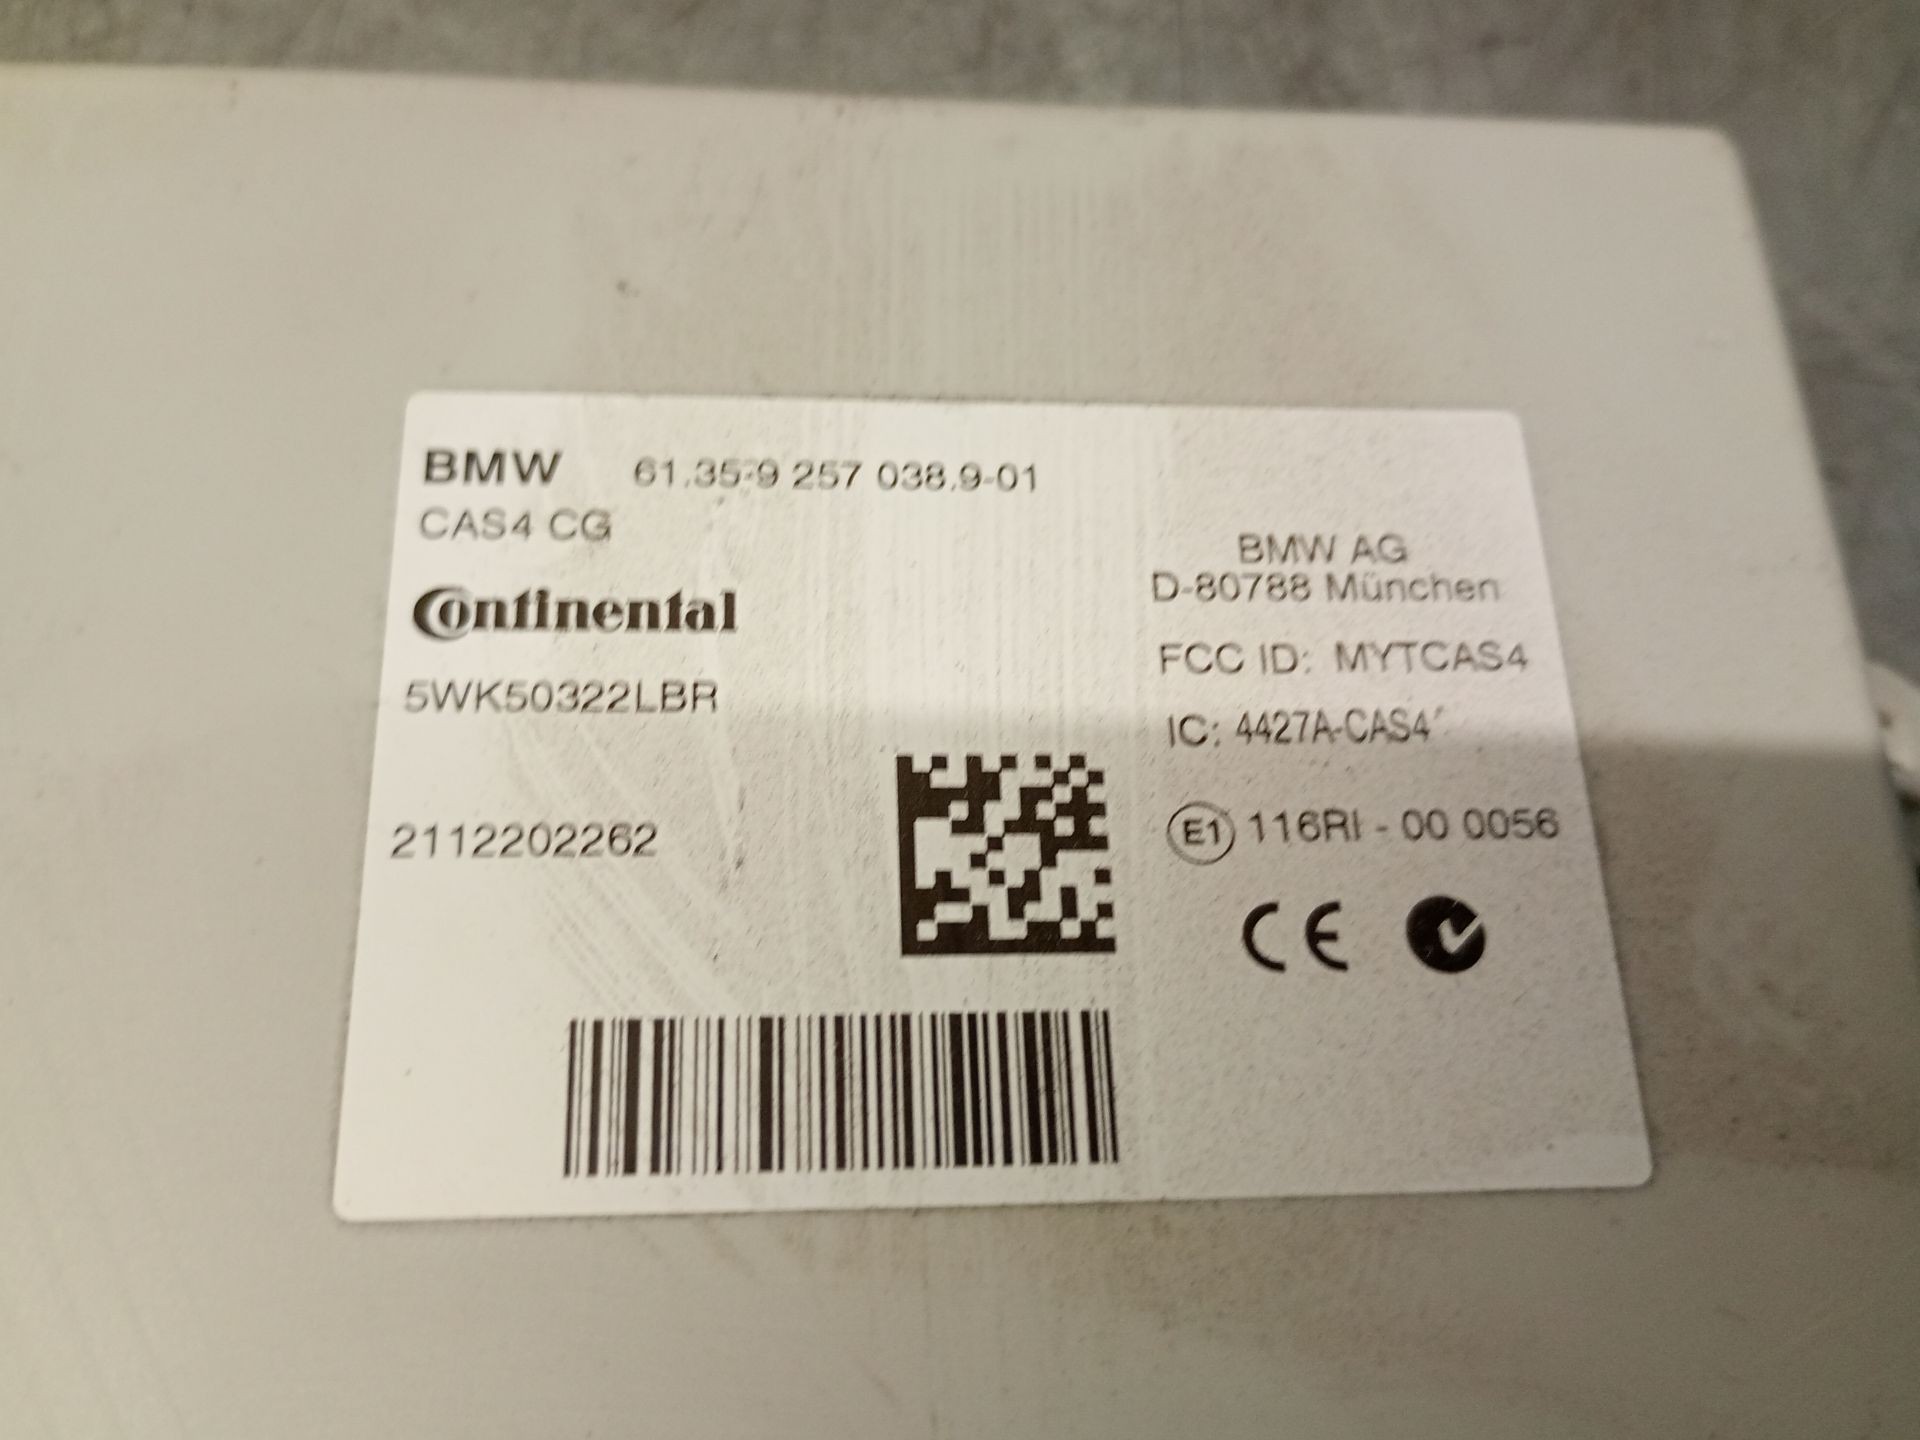 BMW 61.35-9 257 038.9-01
CAS4 CG
Continental
5WK50322LBR
2112202262
BMW AG
D-80788 München
FCC ID: MYTCAS4
IC: 4427A-CAS4
E1 116RI - 00 0056
CE